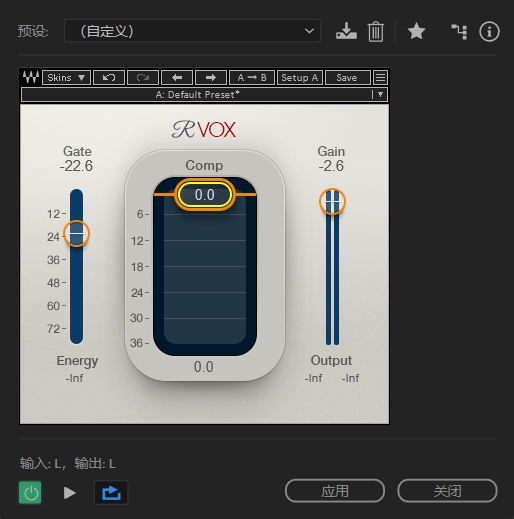 预设: （自定义）
Skins A → B Setup A Save
A: Default Preset*
RVOX
Gate Comp Gain
-22.6 0.0 -2.6
12 6
24 12
36 18
48 24
60 30
72 36
Energy 0.0 Output
-Inf -Inf -Inf
输入: L，输出: L
应用 关闭